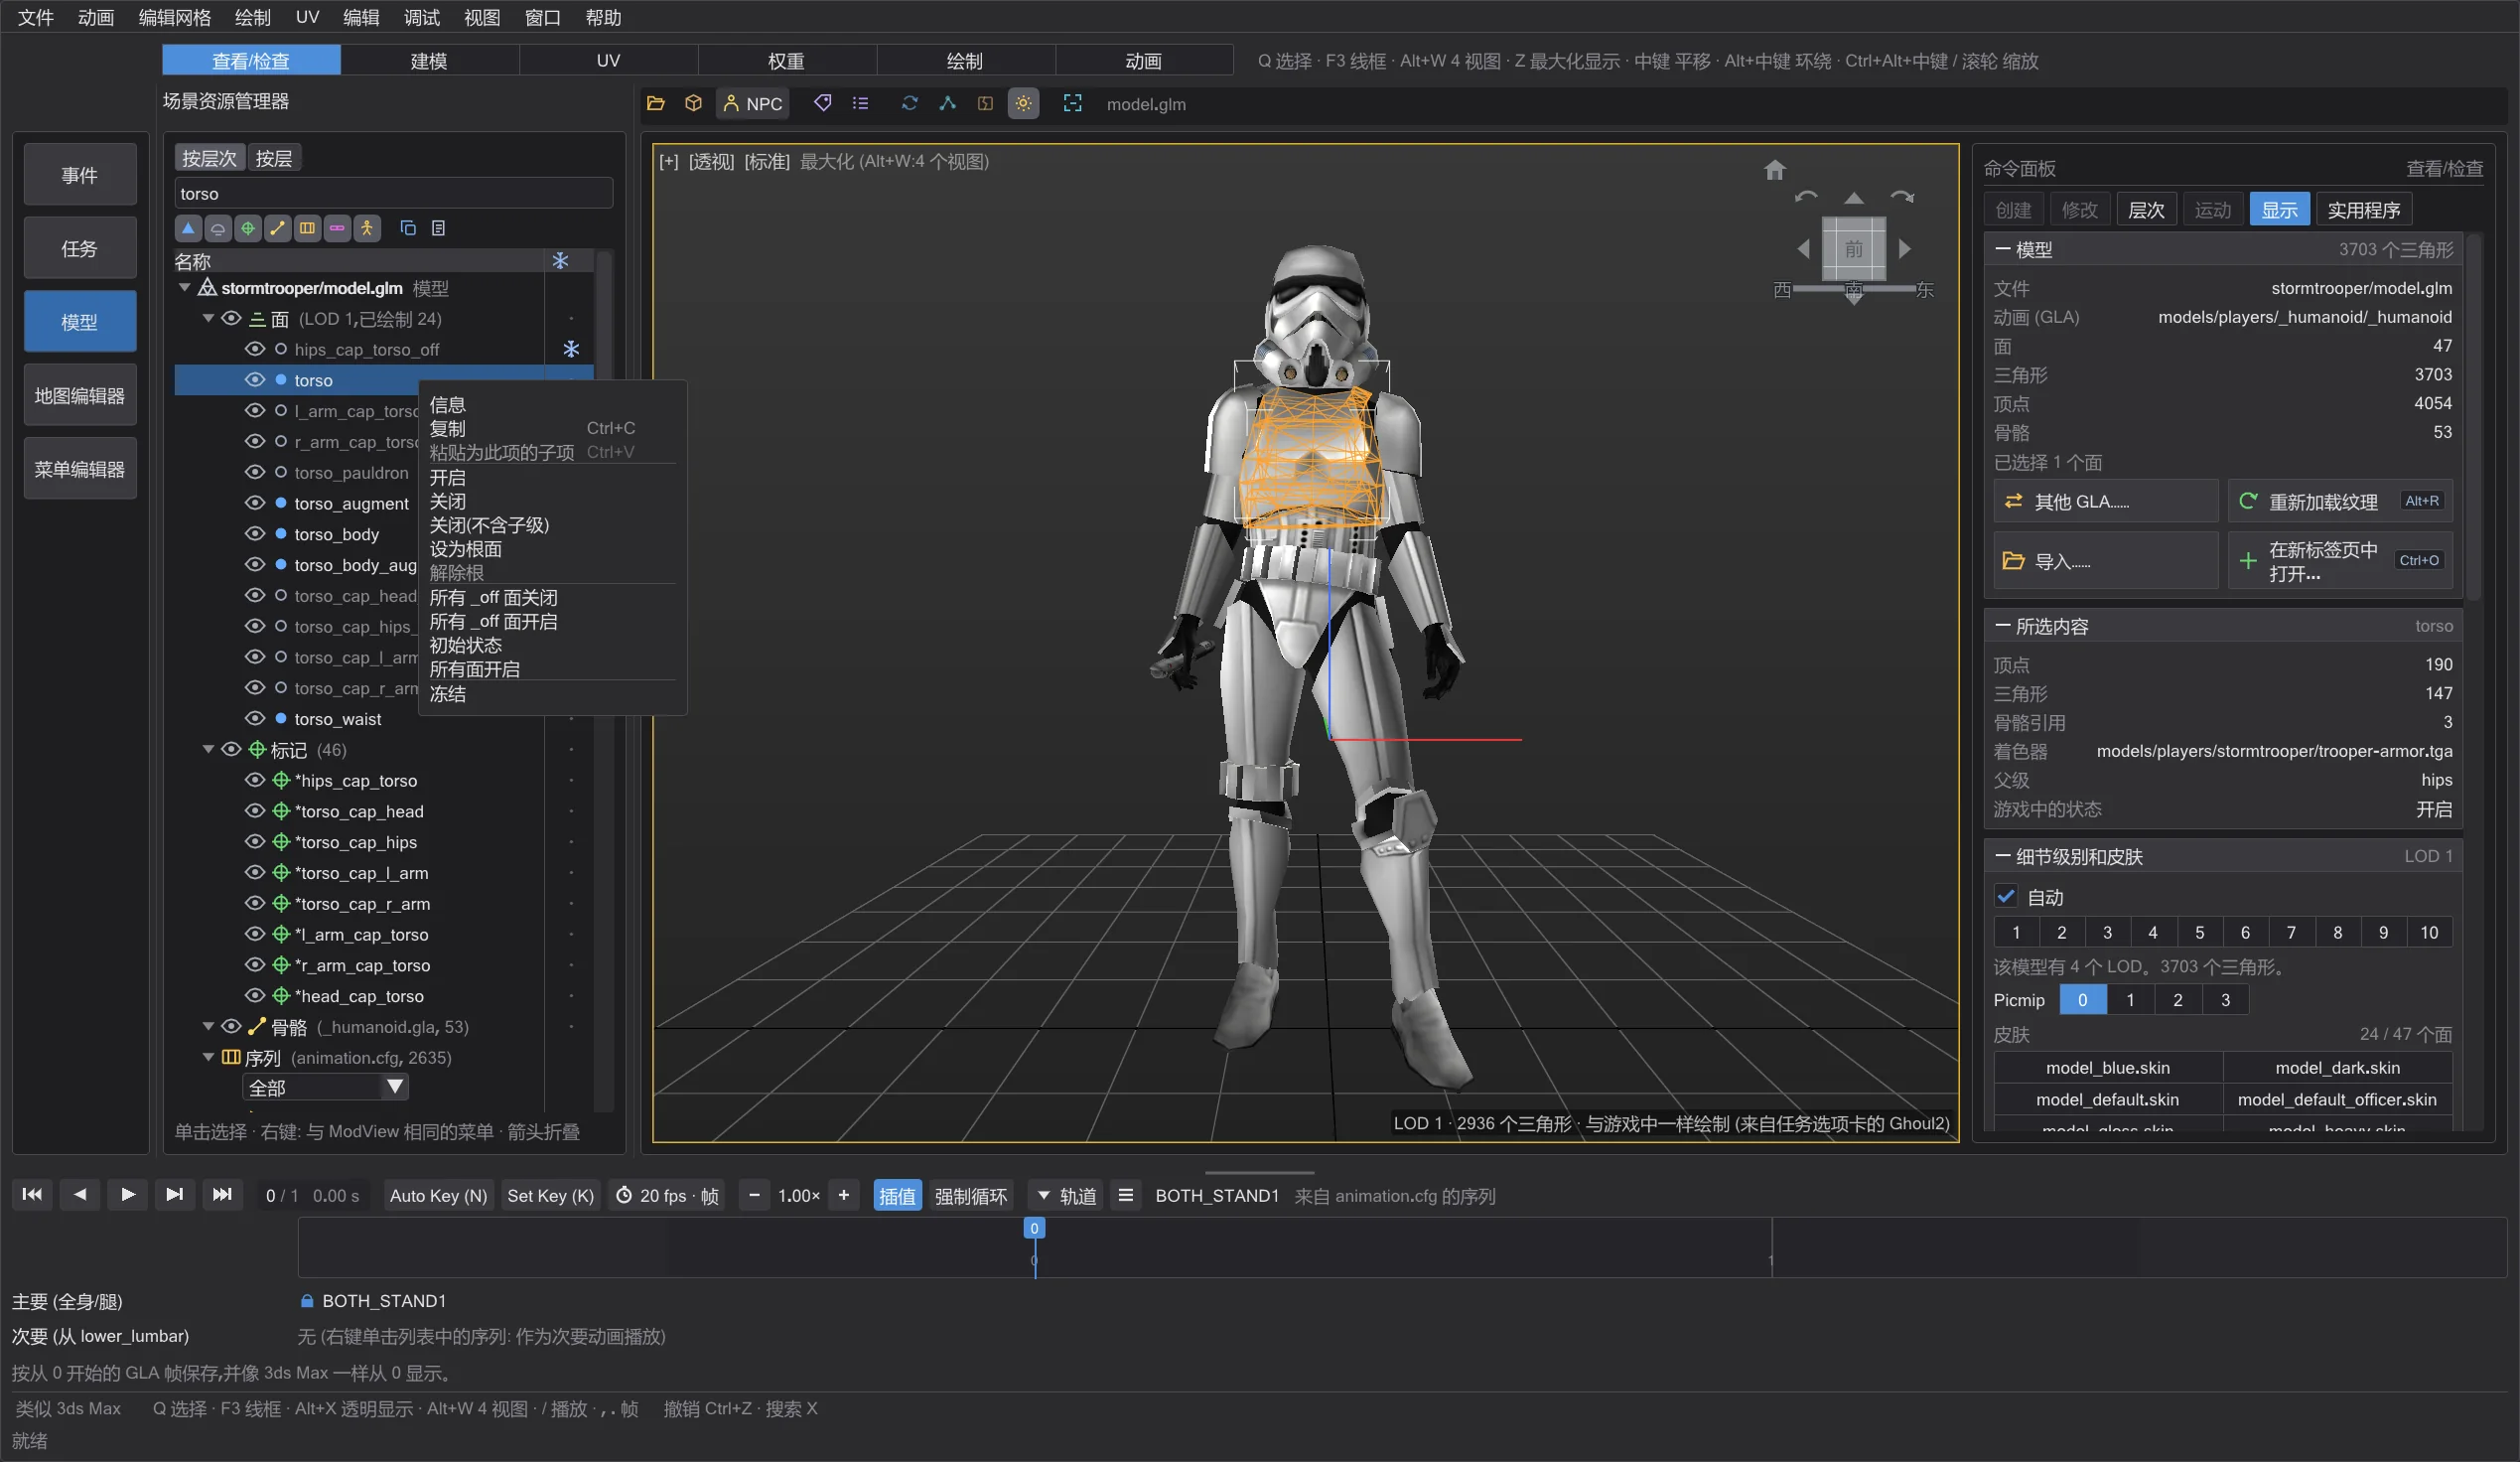 文件 动画 编辑网格 绘制 UV 编辑 调试 视图 窗口 帮助
查看/检查 建模 UV 权重 绘制 动画 Q 选择 · F3 线框 · Alt+W 4 视图 · Z 最大化显示 · 中键 平移 · Alt+中键 环绕 · Ctrl+Alt+中键 / 滚轮 缩放
场景资源管理器
NPC model.glm
事件
任务
模型
地图编辑器
菜单编辑器
按层次 按层
torso
名称
stormtrooper/model.glm 模型
面 (LOD 1,已绘制 24)
hips_cap_torso_off
torso
l_arm_cap_torso
r_arm_cap_torso
torso_pauldron
torso_augment
torso_body
torso_body_aug
torso_cap_head
torso_cap_hips_
torso_cap_l_arm
torso_cap_r_arm
torso_waist
标记 (46)
*hips_cap_torso
*torso_cap_head
*torso_cap_hips
*torso_cap_l_arm
*torso_cap_r_arm
*l_arm_cap_torso
*r_arm_cap_torso
*head_cap_torso
骨骼 (_humanoid.gla, 53)
序列 (animation.cfg, 2635)
全部
单击选择 · 右键: 与 ModView 相同的菜单 · 箭头折叠
信息
复制 Ctrl+C
粘贴为此项的子项 Ctrl+V
开启
关闭
关闭(不含子级)
设为根面
解除根
所有 _off 面关闭
所有 _off 面开启
初始状态
所有面开启
冻结
[+] [透视] [标准] 最大化 (Alt+W:4 个视图)
前
西 南 东
LOD 1 · 2936 个三角形 · 与游戏中一样绘制 (来自任务选项卡的 Ghoul2)
命令面板 查看/检查
创建 修改 层次 运动 显示 实用程序
模型 3703 个三角形
文件 stormtrooper/model.glm
动画 (GLA) models/players/_humanoid/_humanoid
面 47
三角形 3703
顶点 4054
骨骼 53
已选择 1 个面
其他 GLA...... 重新加载纹理 Alt+R
导入...... 在新标签页中打开... Ctrl+O
所选内容 torso
顶点 190
三角形 147
骨骼引用 3
着色器 models/players/stormtrooper/trooper-armor.tga
父级 hips
游戏中的状态 开启
细节级别和皮肤 LOD 1
自动
1 2 3 4 5 6 7 8 9 10
该模型有 4 个 LOD。3703 个三角形。
Picmip 0 1 2 3
皮肤 24 / 47 个面
model_blue.skin model_dark.skin
model_default.skin model_default_officer.skin
model_gloss.skin model_heavy.skin
0 / 1 0.00 s Auto Key (N) Set Key (K) 20 fps · 帧 − 1.00× + 插值 强制循环 轨道 BOTH_STAND1 来自 animation.cfg 的序列
0
0 1
主要 (全身/腿) BOTH_STAND1
次要 (从 lower_lumbar) 无 (右键单击列表中的序列: 作为次要动画播放)
按从 0 开始的 GLA 帧保存,并像 3ds Max 一样从 0 显示。
类似 3ds Max Q 选择 · F3 线框 · Alt+X 透明显示 · Alt+W 4 视图 · / 播放 · , . 帧 撤销 Ctrl+Z · 搜索 X
就绪